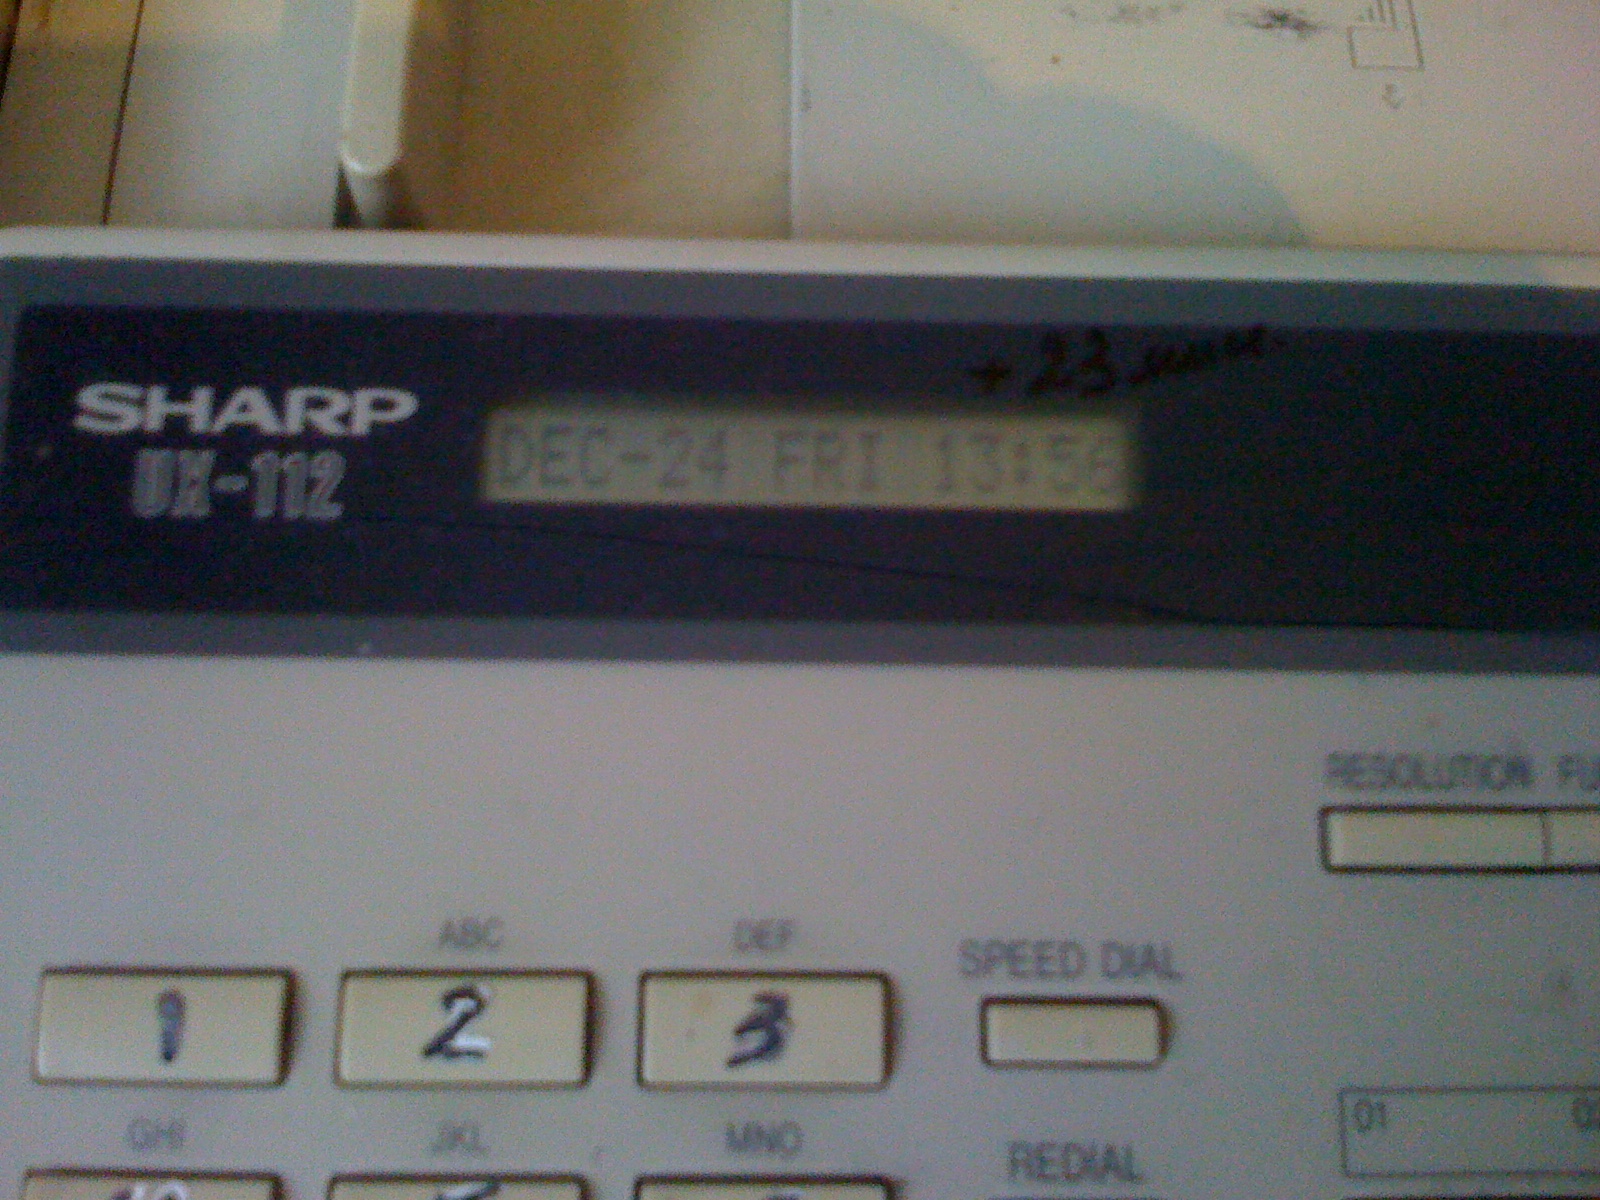 + 23 мин.
SHARP
UX-112
DEC-24 FRI 13:56
RESOLUTION
ABC
DEF
SPEED DIAL
1
2
3
01
GHI
JKL
MNO
REDIAL